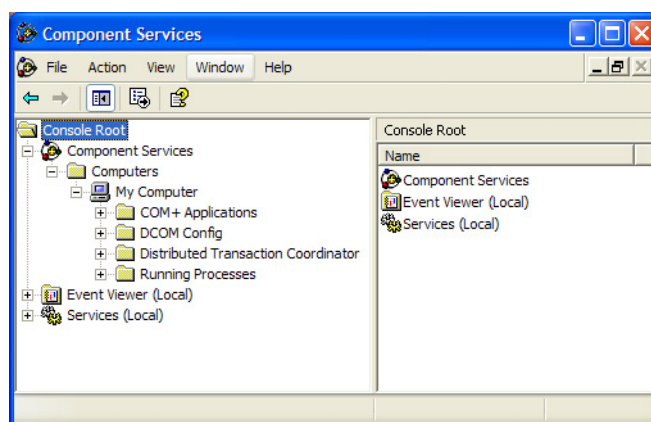 Component Services
File Action View Window Help
Console Root
Component Services
Computers
My Computer
COM+ Applications
DCOM Config
Distributed Transaction Coordinator
Running Processes
Event Viewer (Local)
Services (Local)
Console Root
Name
Component Services
Event Viewer (Local)
Services (Local)